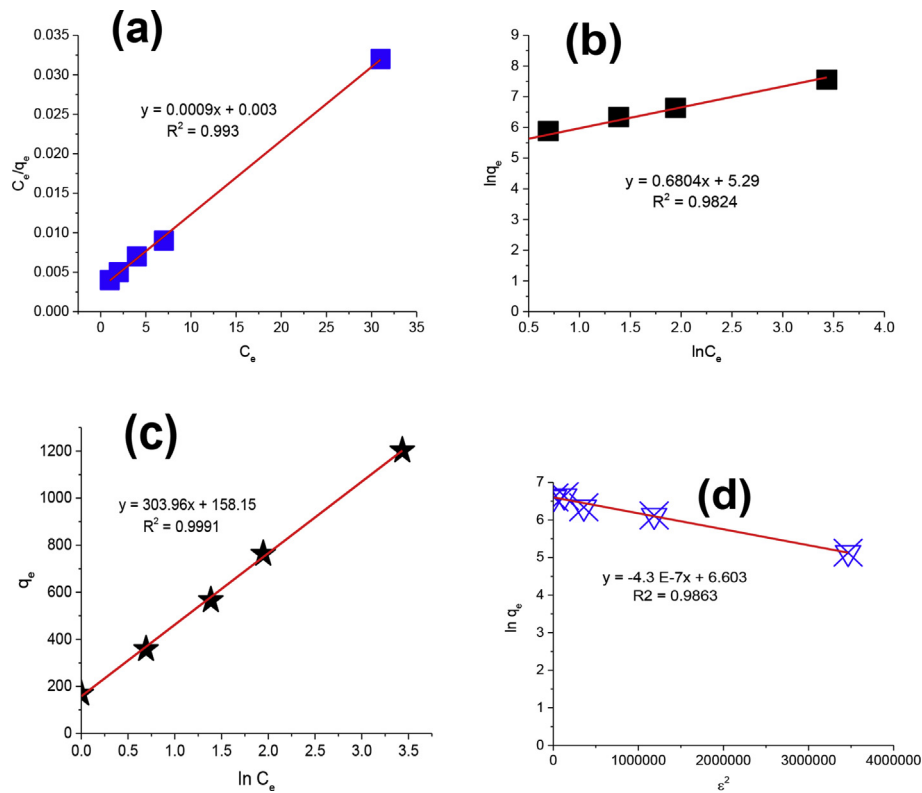 (a)
0.035
0.030
0.025
0.020
0.015
0.010
0.005
0.000
C_e/q_e
y = 0.0009x + 0.003
R² = 0.993
0 5 10 15 20 25 30 35
C_e
(b)
9
8
7
6
5
4
3
2
1
0
lnq_e
y = 0.6804x + 5.29
R² = 0.9824
0.5 1.0 1.5 2.0 2.5 3.0 3.5 4.0
lnC_e
(c)
1200
1000
800
600
400
200
0
q_e
y = 303.96x + 158.15
R² = 0.9991
0.0 0.5 1.0 1.5 2.0 2.5 3.0 3.5
ln C_e
(d)
7
6
5
4
3
2
1
0
ln q_e
y = -4.3 E-7x + 6.603
R2 = 0.9863
0 1000000 2000000 3000000 4000000
ε²